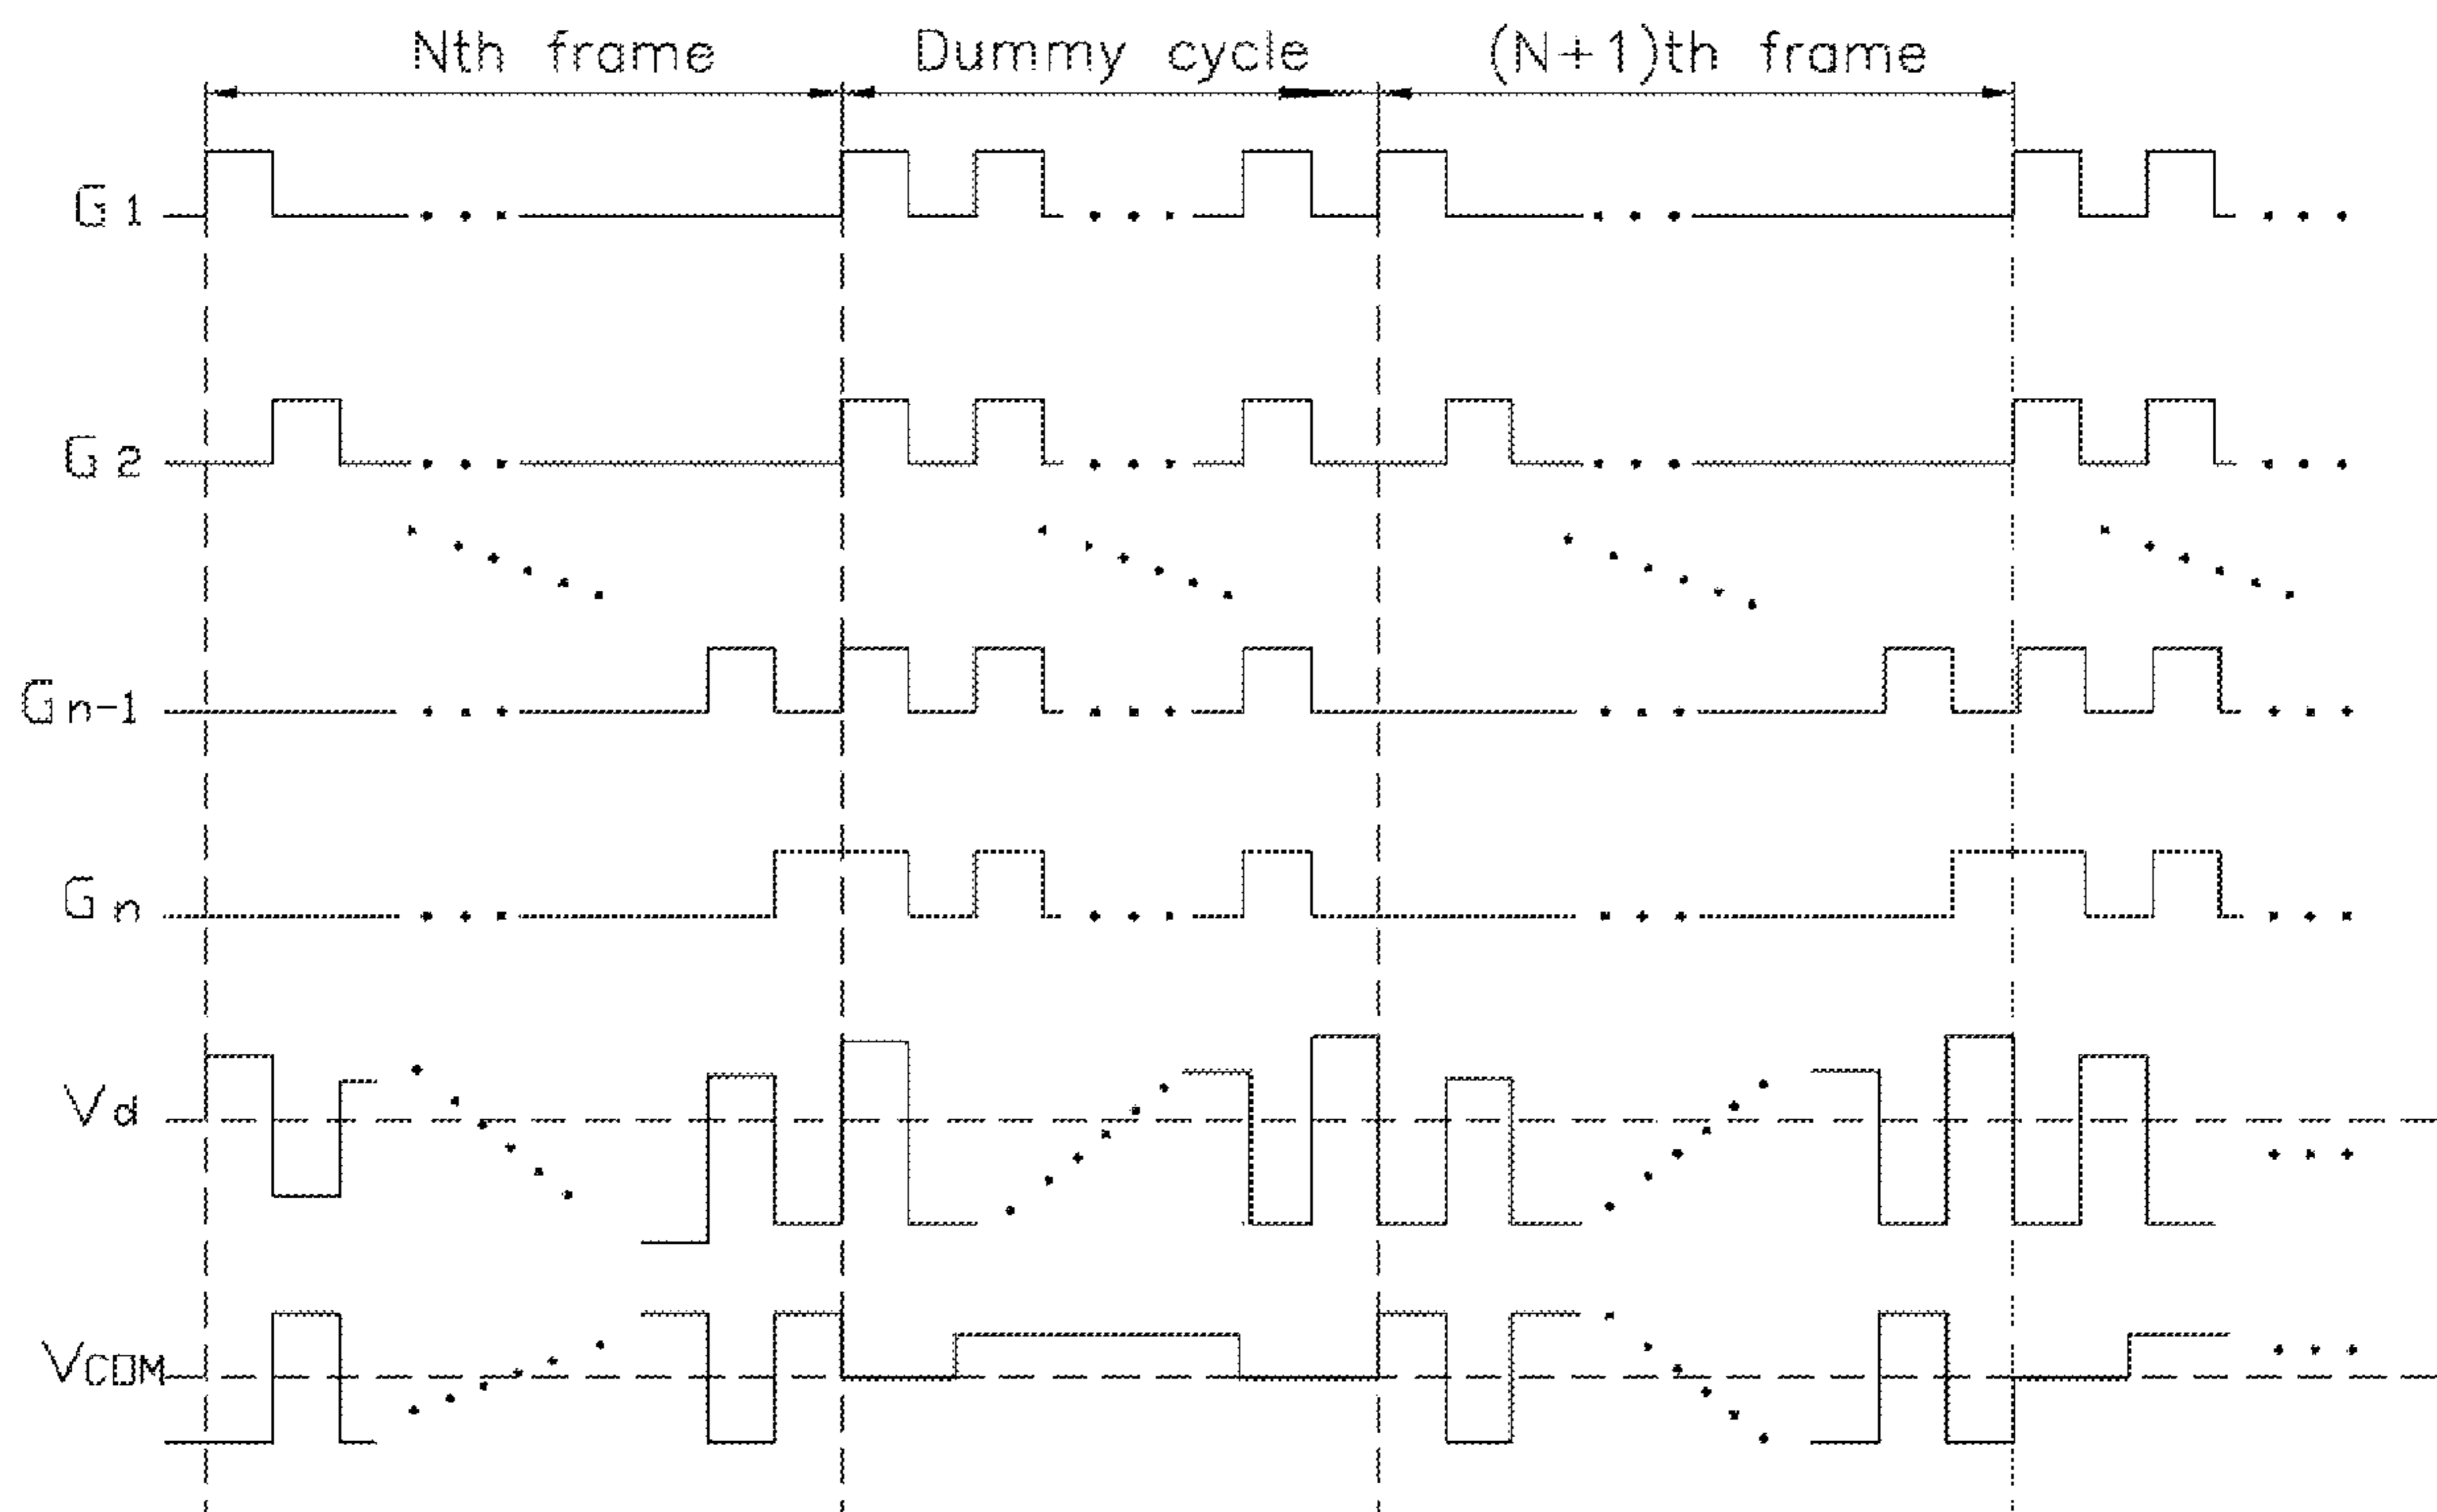 Nth frame Dummy cycle (N+1)th frame
G1
G2
Gn-1
Gn
Vd
VCOM